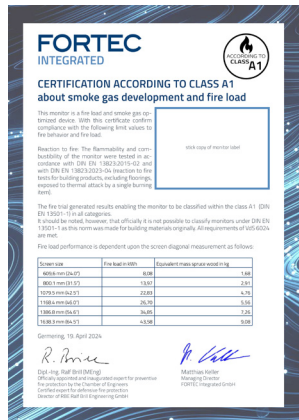 FORTEC
INTEGRATED
ACCORDING TO
CLASS A1
CERTIFICATION ACCORDING TO CLASS A1
about smoke gas development and fire load
This monitor is a fire load and smoke gas op-
timized device. With this certificate confirm
compliance with the following limit values to
fire behavior and fire load.
Reaction to fire: The flammability and com-
bustibility of the monitor were tested in ac-
cordance with DIN EN 13823:2015-02 and
with DIN EN 13823:2023-04 (reaction to fire
tests for building products, excluding floorings,
exposed to thermal attack by a single burning
item).
stick copy of monitor label
The fire trial generated results enabling the monitor to be classified within the class A1 (DIN
EN 13501-1) in all categories.
It should be noted, however, that officially it is not possible to classify monitors under DIN EN
13501-1 as this norm was made for building materials originally. All requirements of VdS 6024
are met.
Fire load performance is dependent upon the screen diagonal measurement as follows:
Screen size Fire load in kWh Equivalent mass spruce wood in kg
609.6 mm (24.0") 8,08 1.68
800.1 mm (31.5") 13,97 2.91
1079.5 mm (42.5") 22,83 4.76
1168.4 mm (46.0") 26,70 5.56
1386.8 mm (54.6") 34,85 7.26
1638.3 mm (64.5") 43,58 9.08
Germering, 19. April 2024
Dipl.-Ing. Ralf Brill (MEng)
Officially appointed and inaugurated expert for preventive
fire protection by the Chamber of Engineers
Certified expert for defensive fire protection
Director of RBE Ralf Brill Engineering GmbH
Matthias Keller
Managing Director
FORTEC Integrated GmbH